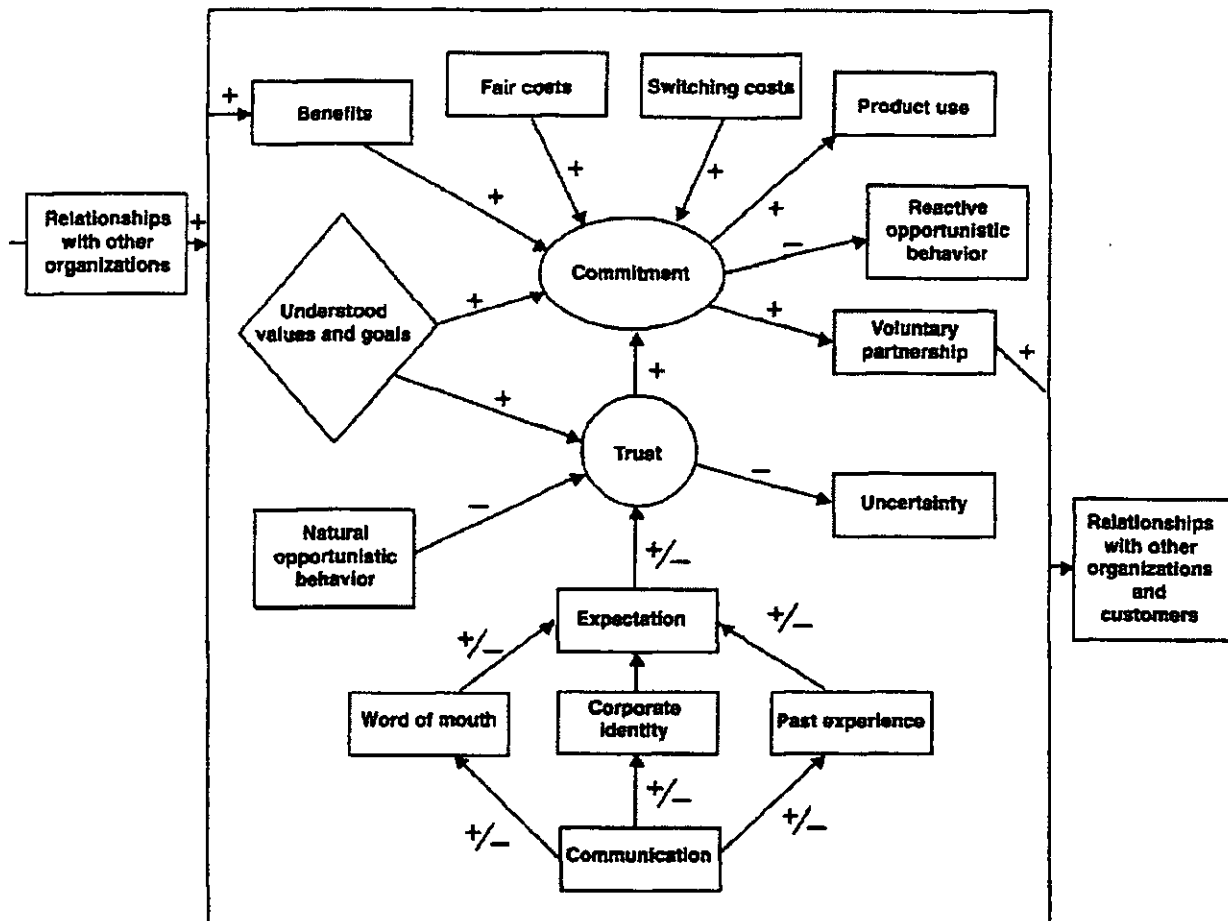 Fair costs
Switching costs
Product use
+
Benefits
+
+
+
+
Relationships
with other
organizations
+
Reactive
opportunistic
behavior
−
Commitment
Understood
values and goals
+
+
Voluntary
partnership
+
+
+
Trust
−
Uncertainty
−
Natural
opportunistic
behavior
+/−
Relationships
with other
organizations
and
customers
Expectation
+/−
+/−
Word of mouth
Corporate
identity
Past experience
+/−
+/−
+/−
Communication